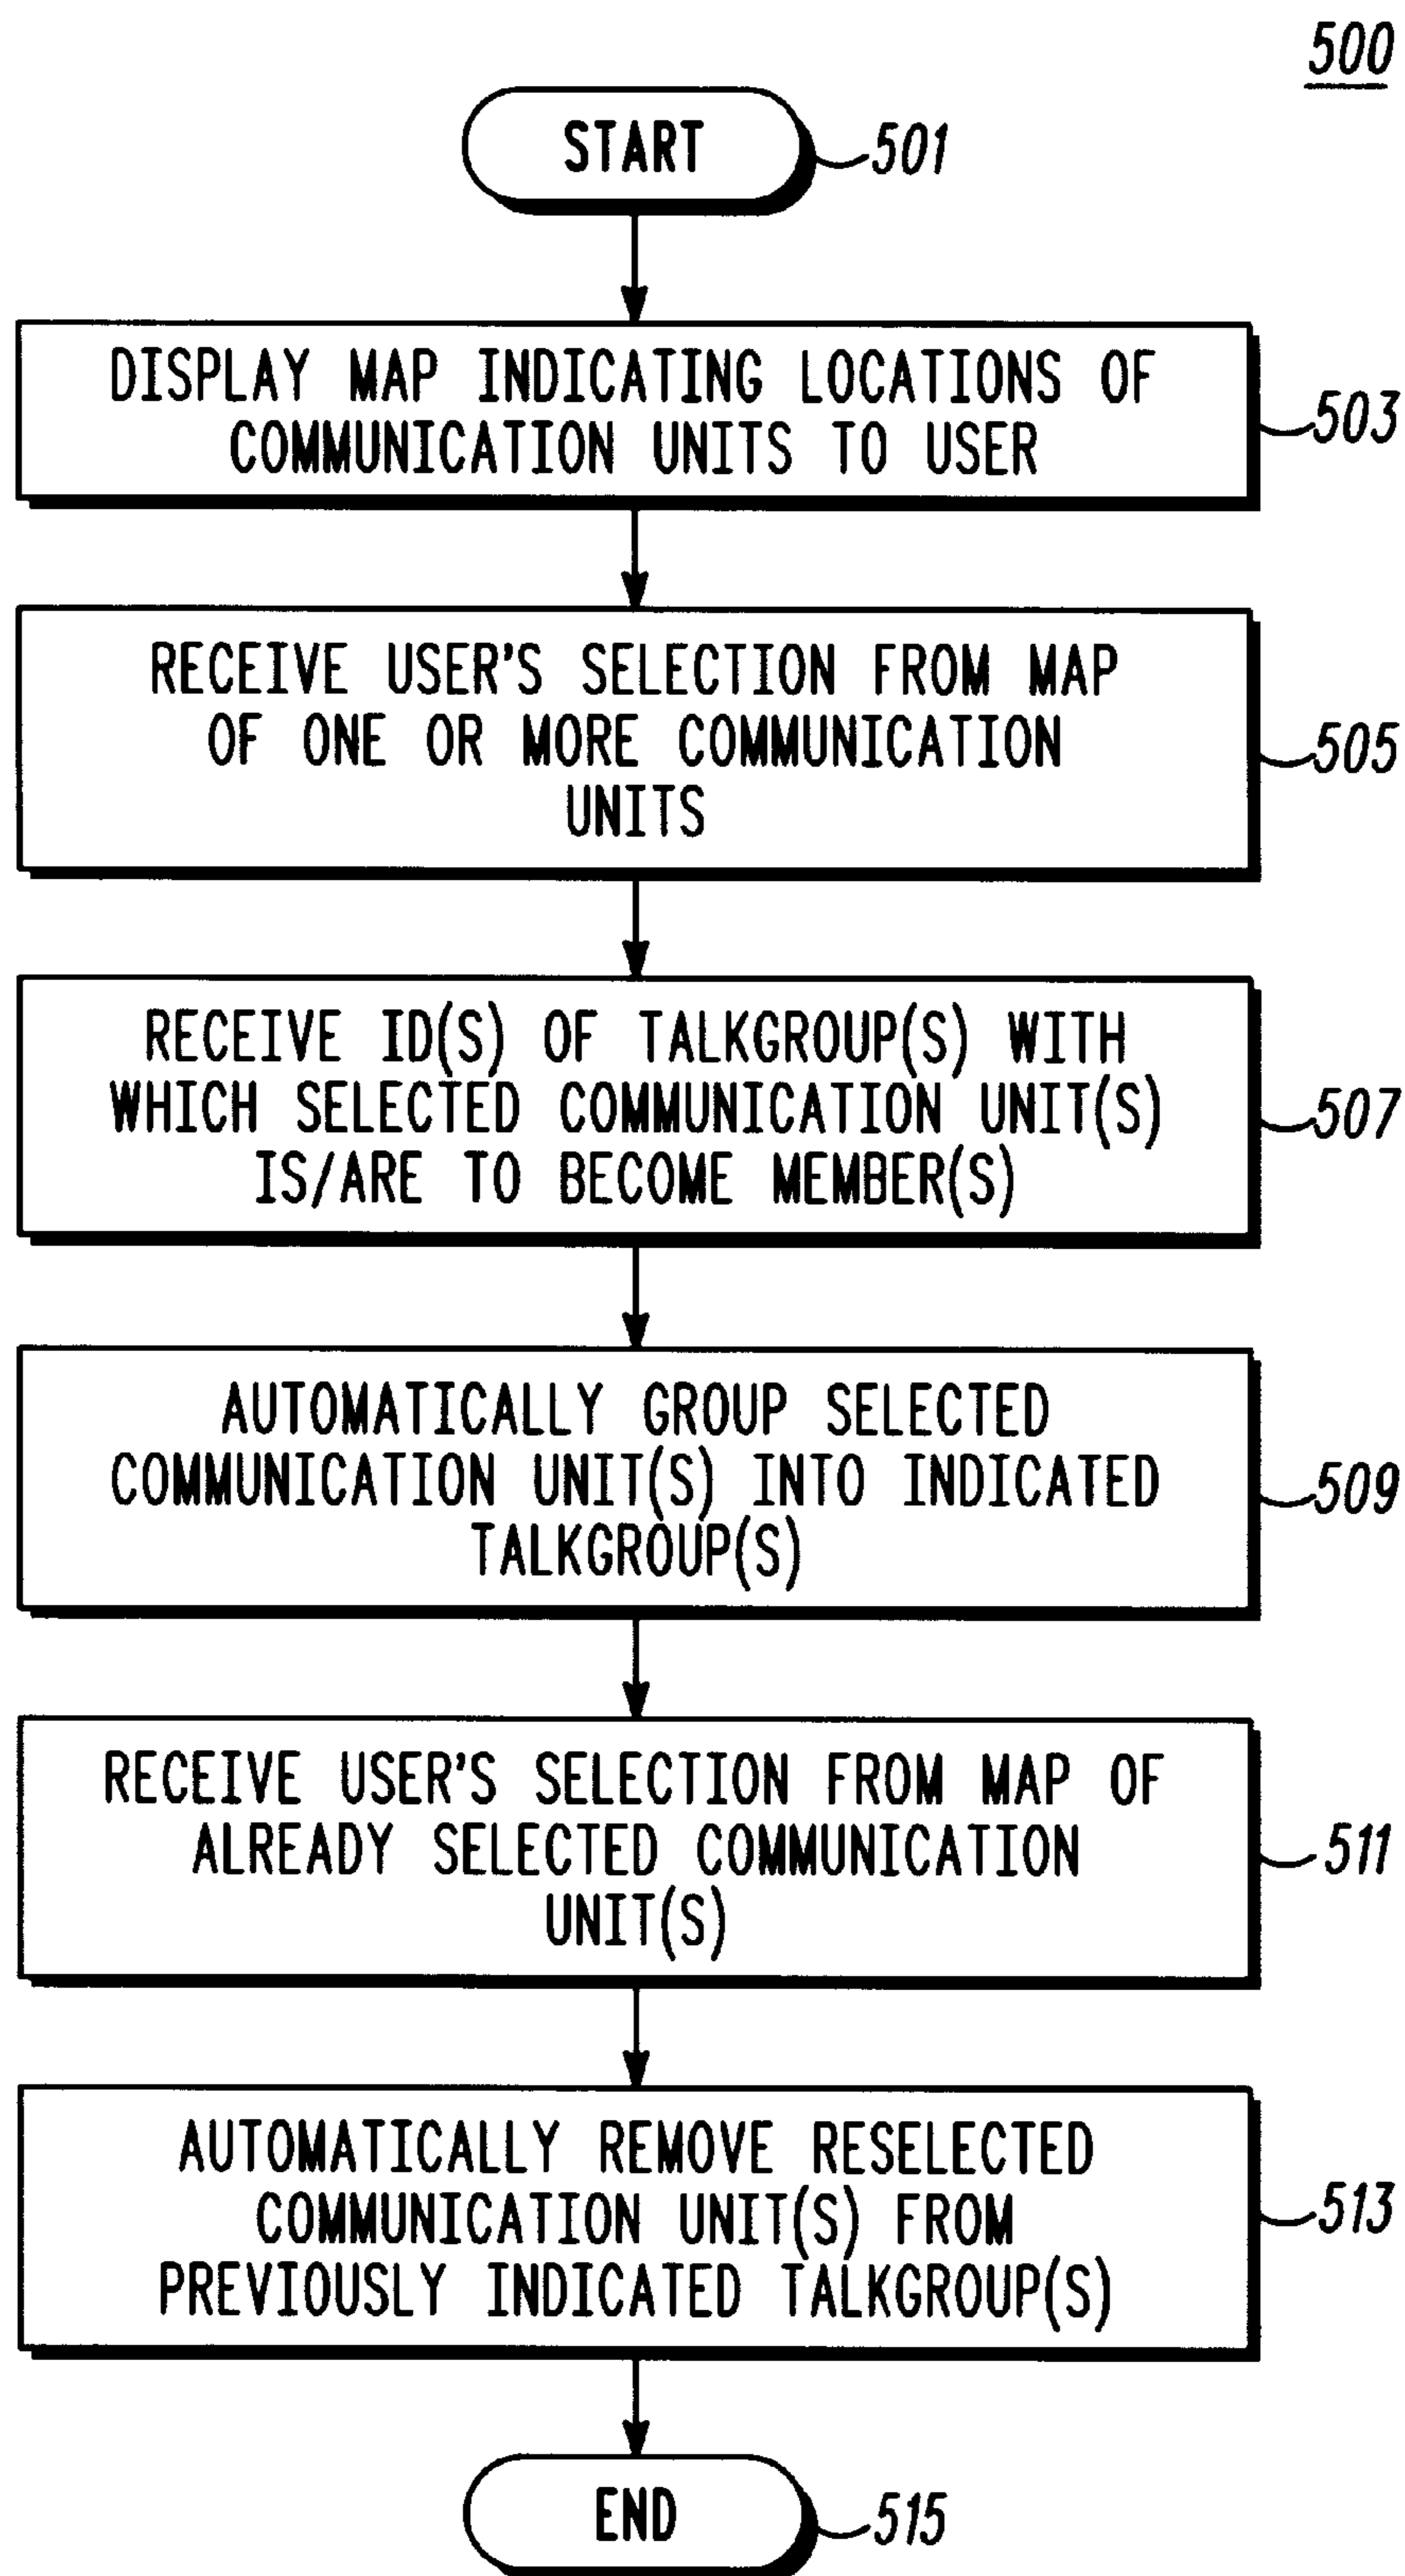 500
START
501
DISPLAY MAP INDICATING LOCATIONS OF
COMMUNICATION UNITS TO USER
503
RECEIVE USER'S SELECTION FROM MAP
OF ONE OR MORE COMMUNICATION
UNITS
505
RECEIVE ID(S) OF TALKGROUP(S) WITH
WHICH SELECTED COMMUNICATION UNIT(S)
IS/ARE TO BECOME MEMBER(S)
507
AUTOMATICALLY GROUP SELECTED
COMMUNICATION UNIT(S) INTO INDICATED
TALKGROUP(S)
509
RECEIVE USER'S SELECTION FROM MAP OF
ALREADY SELECTED COMMUNICATION
UNIT(S)
511
AUTOMATICALLY REMOVE RESELECTED
COMMUNICATION UNIT(S) FROM
PREVIOUSLY INDICATED TALKGROUP(S)
513
END
515